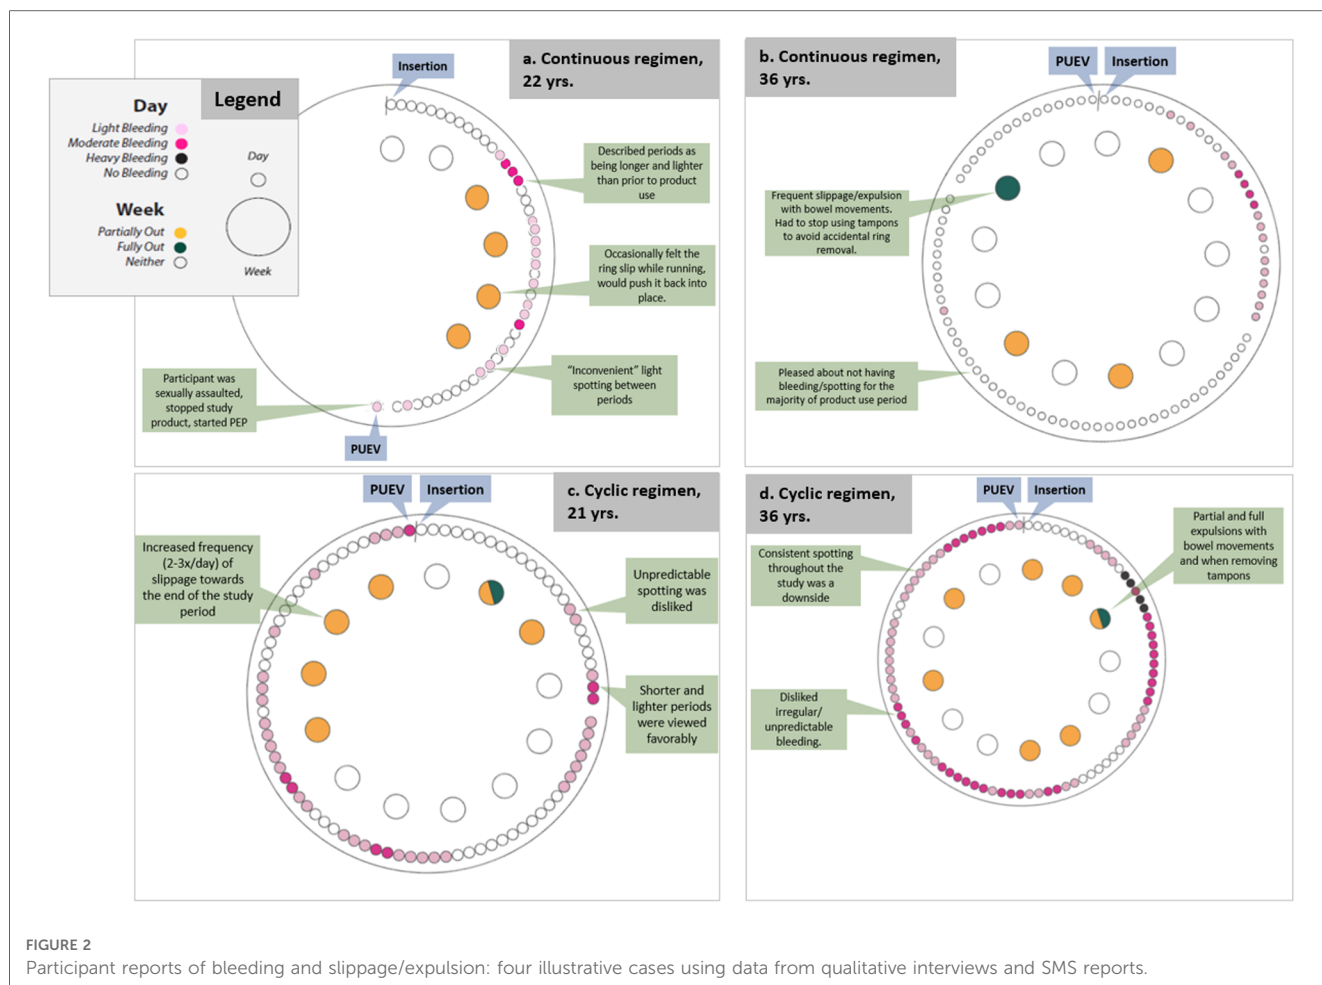 Legend
Day
Light Bleeding
Moderate Bleeding
Heavy Bleeding
No Bleeding
Week
Partially Out
Fully Out
Neither
Day
Week
a. Continuous regimen,
22 yrs.
Insertion
Described periods as
being longer and lighter
than prior to product
use
Occasionally felt the
ring slip while running,
would push it back into
place.
“Inconvenient” light
spotting between
periods
Participant was
sexually assaulted,
stopped study
product, started PEP
PUEV
b. Continuous regimen,
36 yrs.
PUEV
Insertion
Frequent slippage/expulsion
with bowel movements.
Had to stop using tampons
to avoid accidental ring
removal.
Pleased about not having
bleeding/spotting for the
majority of product use period
c. Cyclic regimen,
21 yrs.
PUEV
Insertion
Increased frequency
(2-3x/day) of
slippage towards
the end of the study
period
Unpredictable
spotting was
disliked
Shorter and
lighter periods
were viewed
favorably
d. Cyclic regimen,
36 yrs.
PUEV
Insertion
Partial and full
expulsions with
bowel movements
and when removing
tampons
Consistent spotting
throughout the
study was a
downside
Disliked
irregular/
unpredictable
bleeding.
FIGURE 2
Participant reports of bleeding and slippage/expulsion: four illustrative cases using data from qualitative interviews and SMS reports.